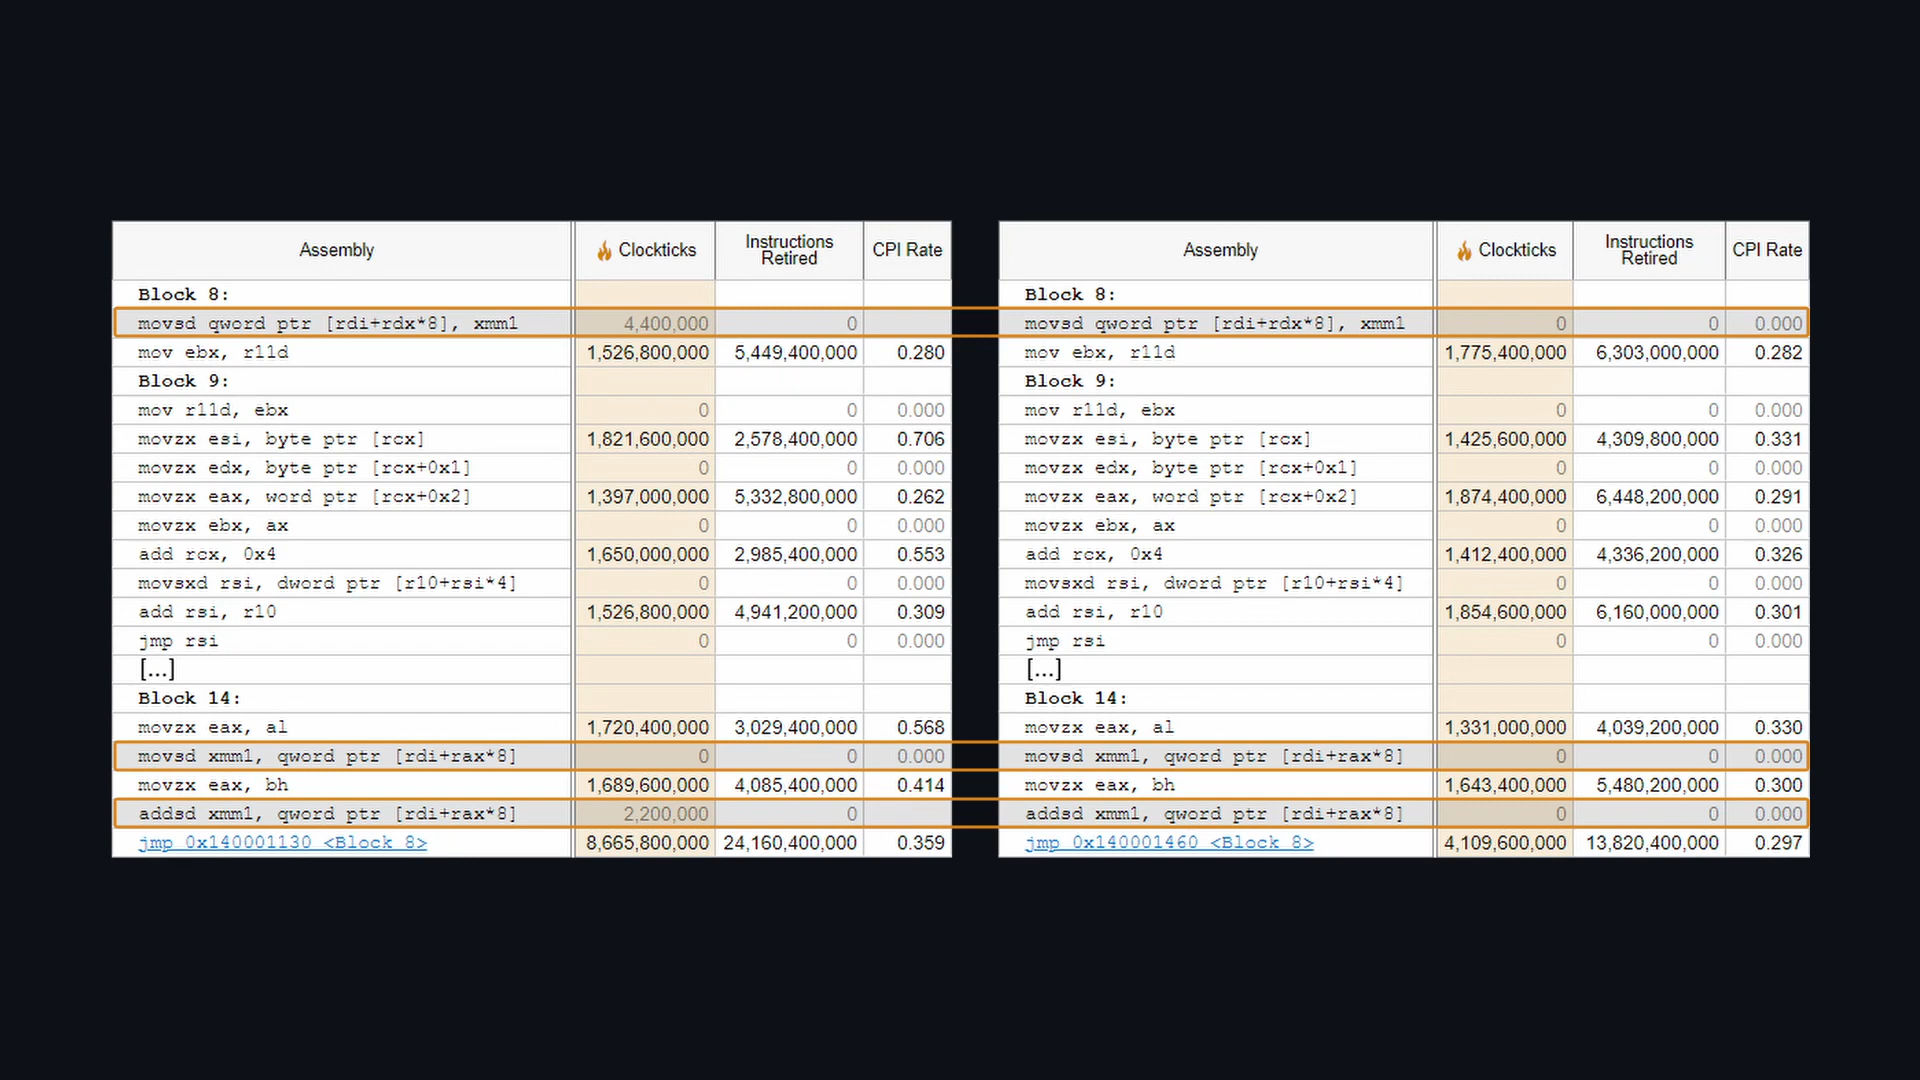 Assembly 🔥 Clockticks Instructions Retired CPI Rate
Block 8:
movsd qword ptr [rdi+rdx*8], xmm1 4,400,000 0
mov ebx, r11d 1,526,800,000 5,449,400,000 0.280
Block 9:
mov r11d, ebx 0 0 0.000
movzx esi, byte ptr [rcx] 1,821,600,000 2,578,400,000 0.706
movzx edx, byte ptr [rcx+0x1] 0 0 0.000
movzx eax, word ptr [rcx+0x2] 1,397,000,000 5,332,800,000 0.262
movzx ebx, ax 0 0 0.000
add rcx, 0x4 1,650,000,000 2,985,400,000 0.553
movsxd rsi, dword ptr [r10+rsi*4] 0 0 0.000
add rsi, r10 1,526,800,000 4,941,200,000 0.309
jmp rsi 0 0 0.000
[...]
Block 14:
movzx eax, al 1,720,400,000 3,029,400,000 0.568
movsd xmm1, qword ptr [rdi+rax*8] 0 0 0.000
movzx eax, bh 1,689,600,000 4,085,400,000 0.414
addsd xmm1, qword ptr [rdi+rax*8] 2,200,000 0
jmp 0x140001130 <Block 8> 8,665,800,000 24,160,400,000 0.359
Assembly 🔥 Clockticks Instructions Retired CPI Rate
Block 8:
movsd qword ptr [rdi+rdx*8], xmm1 0 0 0.000
mov ebx, r11d 1,775,400,000 6,303,000,000 0.282
Block 9:
mov r11d, ebx 0 0 0.000
movzx esi, byte ptr [rcx] 1,425,600,000 4,309,800,000 0.331
movzx edx, byte ptr [rcx+0x1] 0 0 0.000
movzx eax, word ptr [rcx+0x2] 1,874,400,000 6,448,200,000 0.291
movzx ebx, ax 0 0 0.000
add rcx, 0x4 1,412,400,000 4,336,200,000 0.326
movsxd rsi, dword ptr [r10+rsi*4] 0 0 0.000
add rsi, r10 1,854,600,000 6,160,000,000 0.301
jmp rsi 0 0 0.000
[...]
Block 14:
movzx eax, al 1,331,000,000 4,039,200,000 0.330
movsd xmm1, qword ptr [rdi+rax*8] 0 0 0.000
movzx eax, bh 1,643,400,000 5,480,200,000 0.300
addsd xmm1, qword ptr [rdi+rax*8] 0 0 0.000
jmp 0x140001460 <Block 8> 4,109,600,000 13,820,400,000 0.297